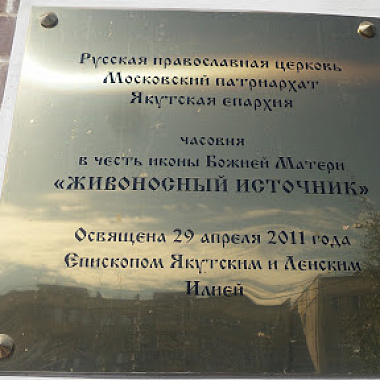 Русская православная церковь
Московский патриархат
Якутская епархия
часовня
в честь иконы Божией Матери
«ЖИВОНОСНЫЙ ИСТОЧНИК»
Освящена 29 апреля 2011 года
Епископом Якутским и Ленским
Илией